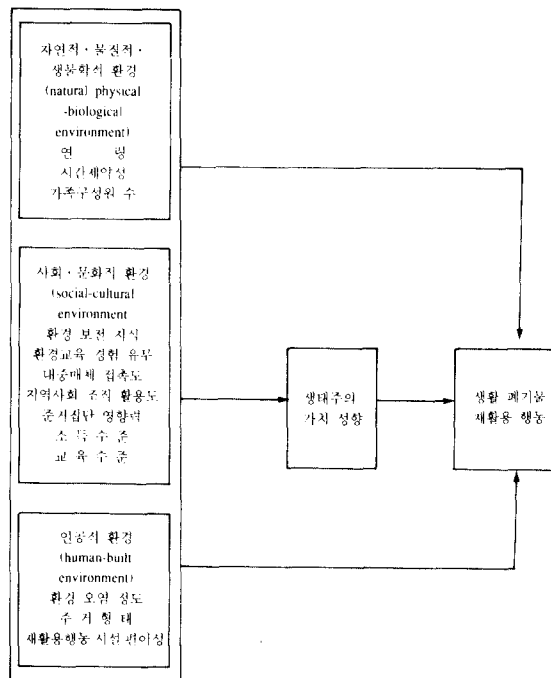 자연적 · 물질적 ·
생물학적 환경
(natural) physical
-biological
environment)
연 령
시간제약성
가족구성원 수
사회 · 문화적 환경
(social-cultural
environment
환경 보전 지식
환경교육 경험 유무
대중매체 접촉도
지역사회 조직 활용도
준거집단 영향력
소 득 수 준
교 육 수 준
인공적 환경
(human-built
environment)
환경 오염 정도
주 거 형 태
재활용행동 시설 편이성
생태주의
가치 성향
생활 폐기물
재활용 행동